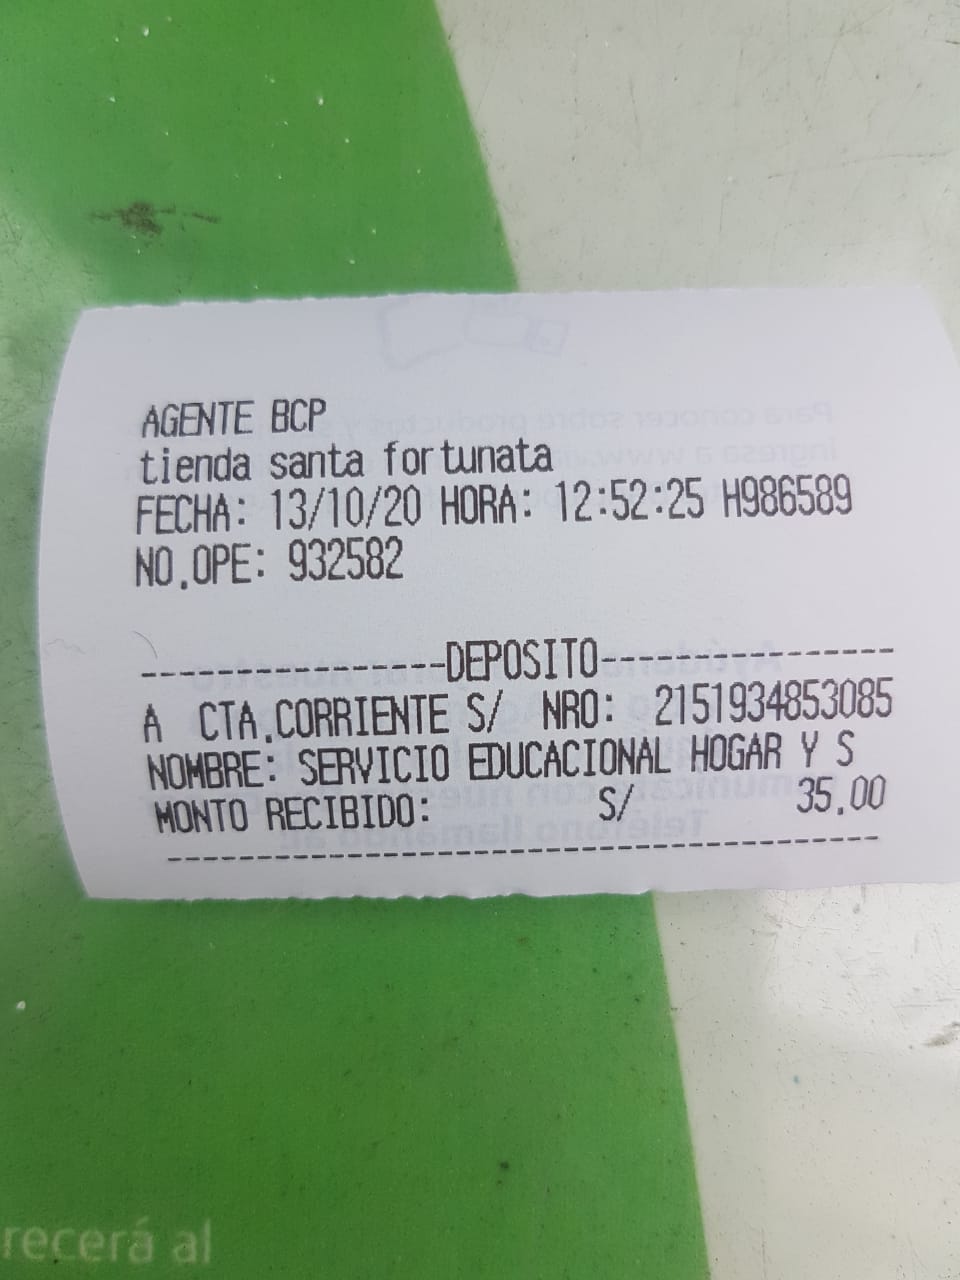 AGENTE BCP
tienda santa fortunata
FECHA: 13/10/20 HORA: 12:52:25 H986589
NO.OPE: 932582
----------------DEPOSITO----------------
A CTA.CORRIENTE S/ NRO: 2151934853085
NOMBRE: SERVICIO EDUCACIONAL HOGAR Y S
MONTO RECIBIDO: S/ 35.00
----------------------------------------
recerá al